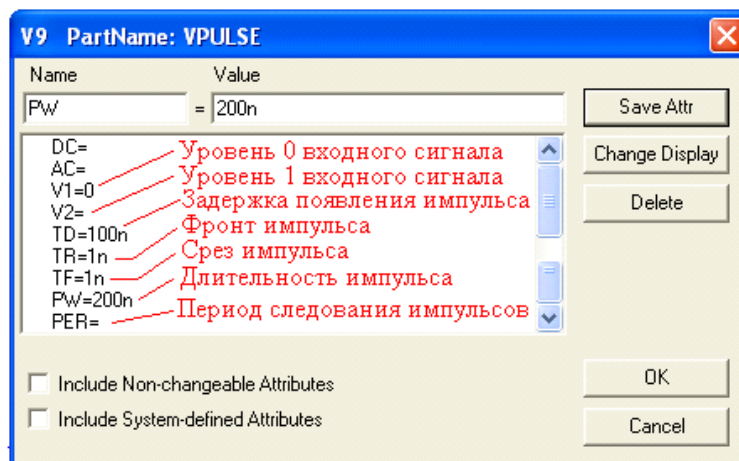 V9 PartName: VPULSE
Name Value
PW = 200n Save Attr
DC=
AC= Уровень 0 входного сигнала Change Display
V1=0 Уровень 1 входного сигнала
V2= Задержка появления импульса Delete
TD=100n Фронт импульса
TR=1n Срез импульса
TF=1n Длительность импульса
PW=200n Период следования импульсов
PER=
Include Non-changeable Attributes OK
Include System-defined Attributes Cancel